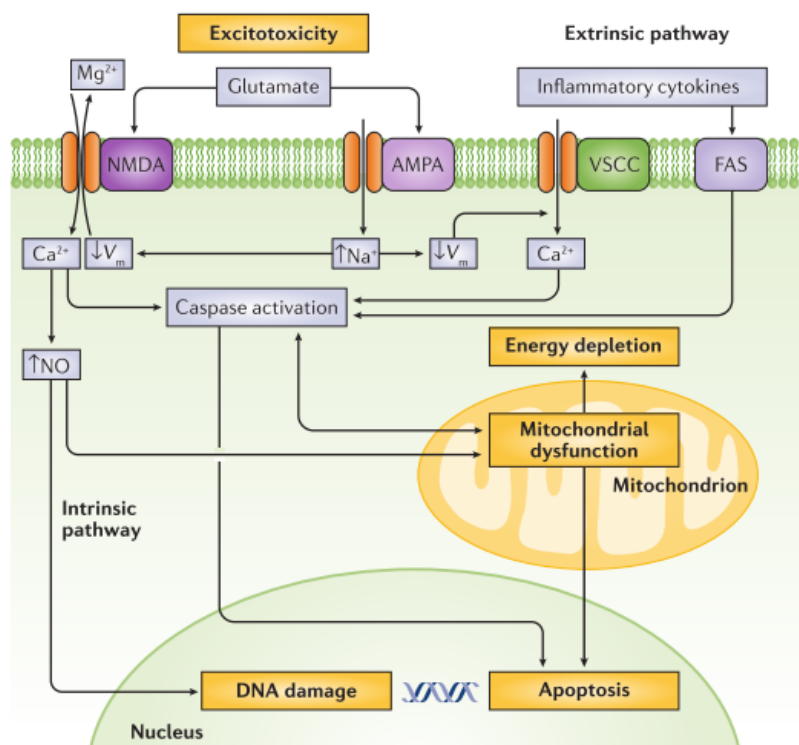 Excitotoxicity
Extrinsic pathway
Mg²⁺
Glutamate
Inflammatory cytokines
NMDA
AMPA
VSCC
FAS
Ca²⁺
↓Vₘ
↑Na⁺
↓Vₘ
Ca²⁺
Caspase activation
Energy depletion
↑NO
Mitochondrial
dysfunction
Mitochondrion
Intrinsic
pathway
DNA damage
Apoptosis
Nucleus